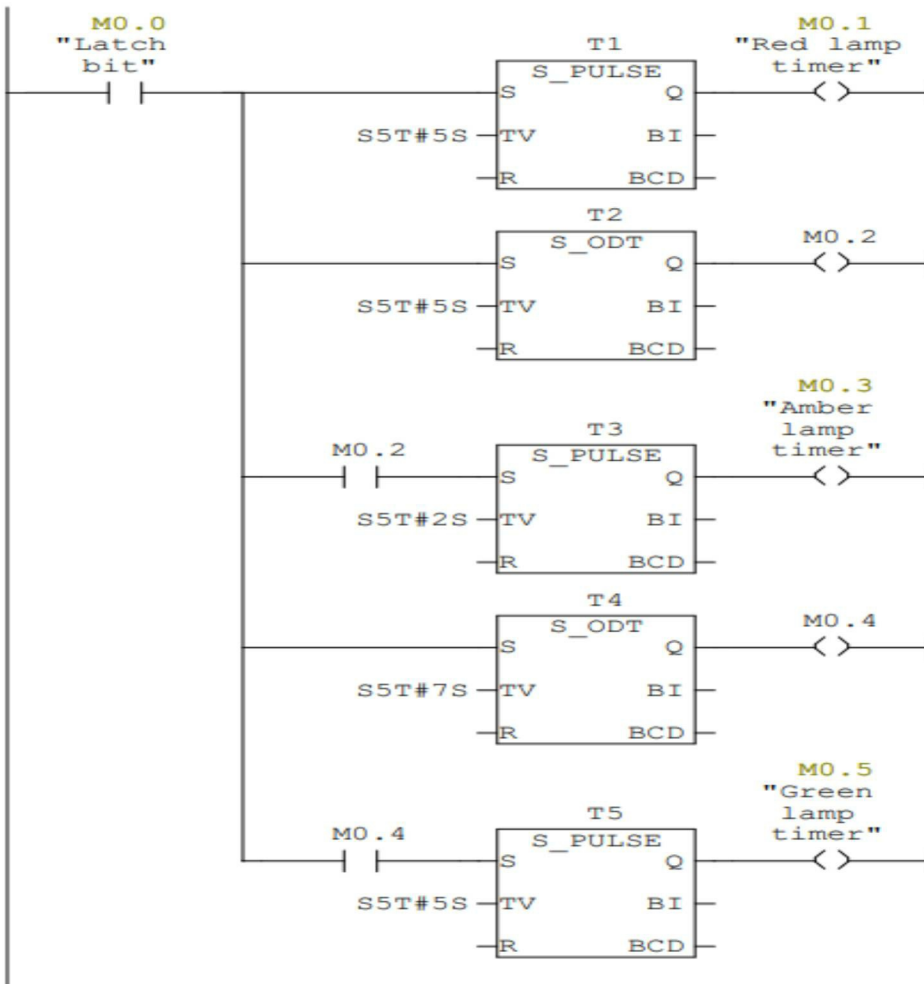 M0.0
"Latch
bit"
T1
S_PULSE
S
Q
S5T#5S
TV
BI
R
BCD
M0.1
"Red lamp
timer"
T2
S_ODT
S
Q
S5T#5S
TV
BI
R
BCD
M0.2
M0.2
T3
S_PULSE
S
Q
S5T#2S
TV
BI
R
BCD
M0.3
"Amber
lamp
timer"
T4
S_ODT
S
Q
S5T#7S
TV
BI
R
BCD
M0.4
M0.4
T5
S_PULSE
S
Q
S5T#5S
TV
BI
R
BCD
M0.5
"Green
lamp
timer"